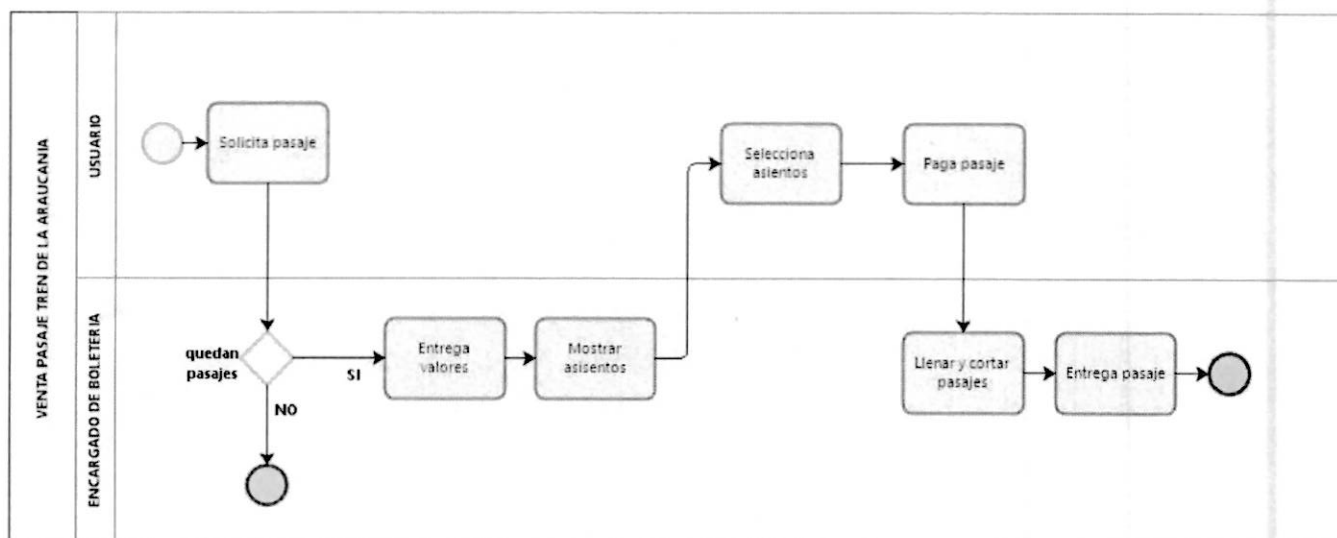 VENTA PASAJE TREN DE LA ARAUCANIA
USUARIO
Solicita pasaje
Selecciona
asientos
Paga pasaje
ENCARGADO DE BOLETERIA
quedan
pasajes
SI
NO
Entrega
valores
Mostrar
asisentos
Llenar y cortar
pasajes
Entrega pasaje